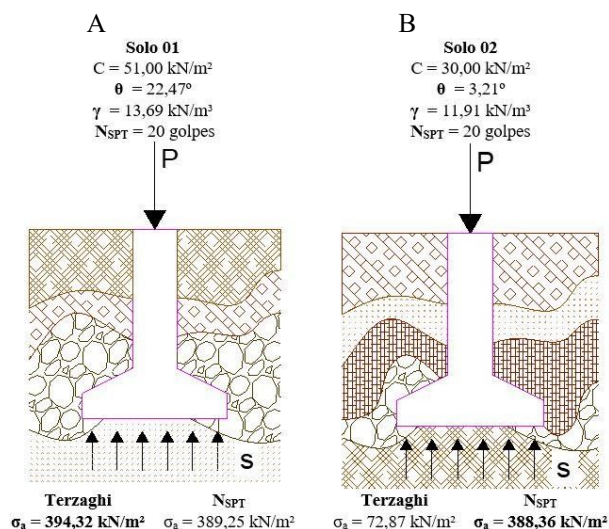 A
Solo 01
C = 51,00 kN/m²
θ = 22,47º
γ = 13,69 kN/m³
NSPT = 20 golpes
P
S
Terzaghi NSPT
σa = 394,32 kN/m² σa = 389,25 kN/m²
B
Solo 02
C = 30,00 kN/m²
θ = 3,21º
γ = 11,91 kN/m³
NSPT = 20 golpes
P
S
Terzaghi NSPT
σa = 72,87 kN/m² σa = 388,36 kN/m²